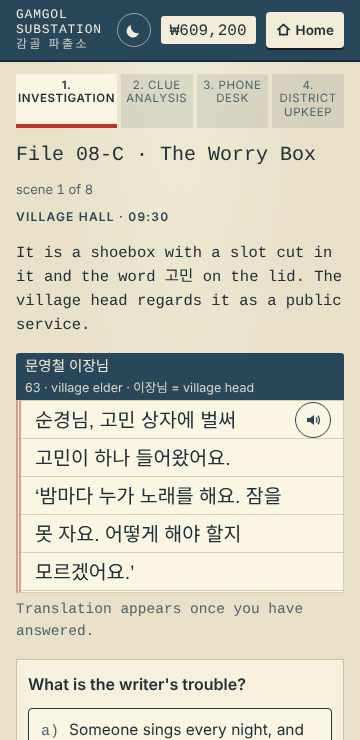 GAMGOL
SUBSTATION
감골 파출소
₩609,200
Home
1.
INVESTIGATION
2. CLUE
ANALYSIS
3. PHONE
DESK
4.
DISTRICT
UPKEEP
File 08-C · The Worry Box
scene 1 of 8
VILLAGE HALL · 09:30
It is a shoebox with a slot cut in
it and the word 고민 on the lid. The
village head regards it as a public
service.
문영철 이장님
63 · village elder · 이장님 = village head
순경님, 고민 상자에 벌써
고민이 하나 들어왔어요.
‘밤마다 누가 노래를 해요. 잠을
못 자요. 어떻게 해야 할지
모르겠어요.’
Translation appears once you have
answered.
What is the writer's trouble?
a) Someone sings every night, and